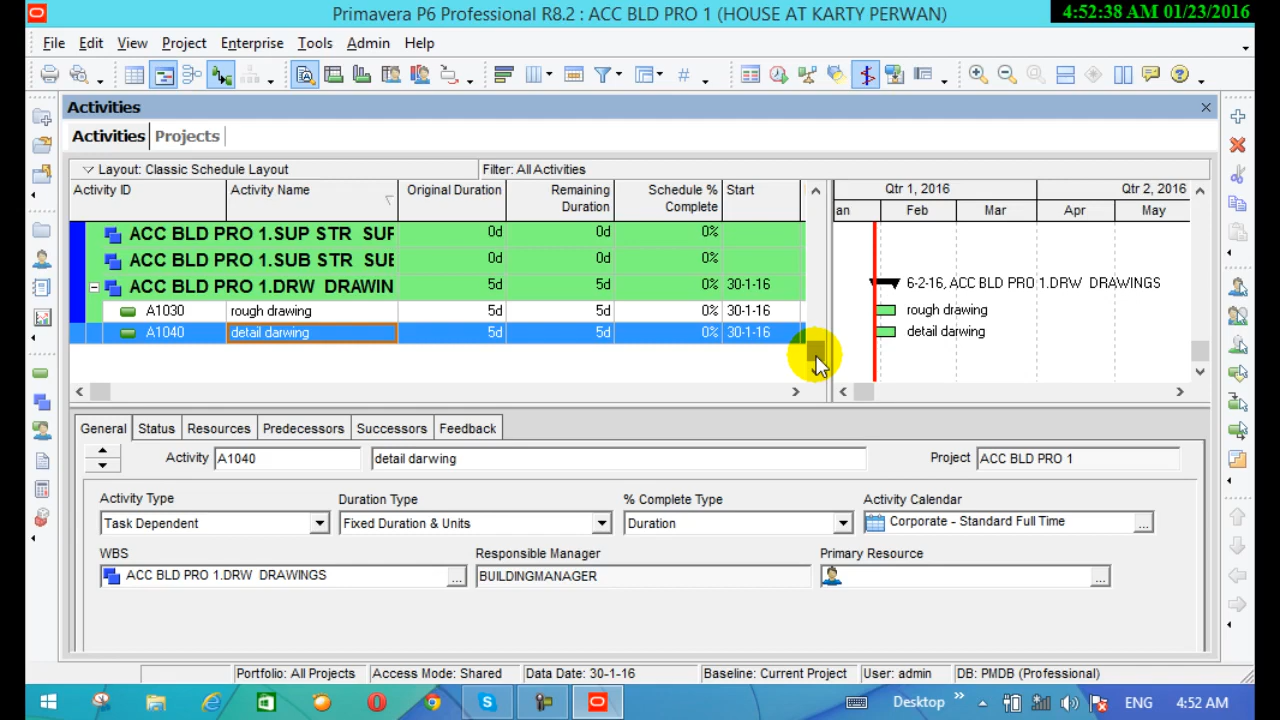 Primavera P6 Professional R8.2 : ACC BLD PRO 1 (HOUSE AT KARTY PERWAN)
4:52:38 AM 01/23/2016
File Edit View Project Enterprise Tools Admin Help
Activities
Activities Projects
Layout: Classic Schedule Layout Filter: All Activities
Activity ID Activity Name Original Duration Remaining Duration Schedule % Complete Start Qtr 1, 2016 Qtr 2, 2016
an Feb Mar Apr May
ACC BLD PRO 1.SUP STR SUF 0d 0d 0%
ACC BLD PRO 1.SUB STR SUE 0d 0d 0%
ACC BLD PRO 1.DRW DRAWIN 5d 5d 0% 30-1-16 6-2-16, ACC BLD PRO 1.DRW DRAWINGS
A1030 rough drawing 5d 5d 0% 30-1-16 rough drawing
A1040 detail darwing 5d 5d 0% 30-1-16 detail darwing
General Status Resources Predecessors Successors Feedback
Activity A1040 detail darwing Project ACC BLD PRO 1
Activity Type Duration Type % Complete Type Activity Calendar
Task Dependent Fixed Duration & Units Duration Corporate - Standard Full Time ...
WBS Responsible Manager Primary Resource
ACC BLD PRO 1.DRW DRAWINGS ... BUILDINGMANAGER ...
Portfolio: All Projects Access Mode: Shared Data Date: 30-1-16 Baseline: Current Project User: admin DB: PMDB (Professional)
Desktop » ENG 4:52 AM